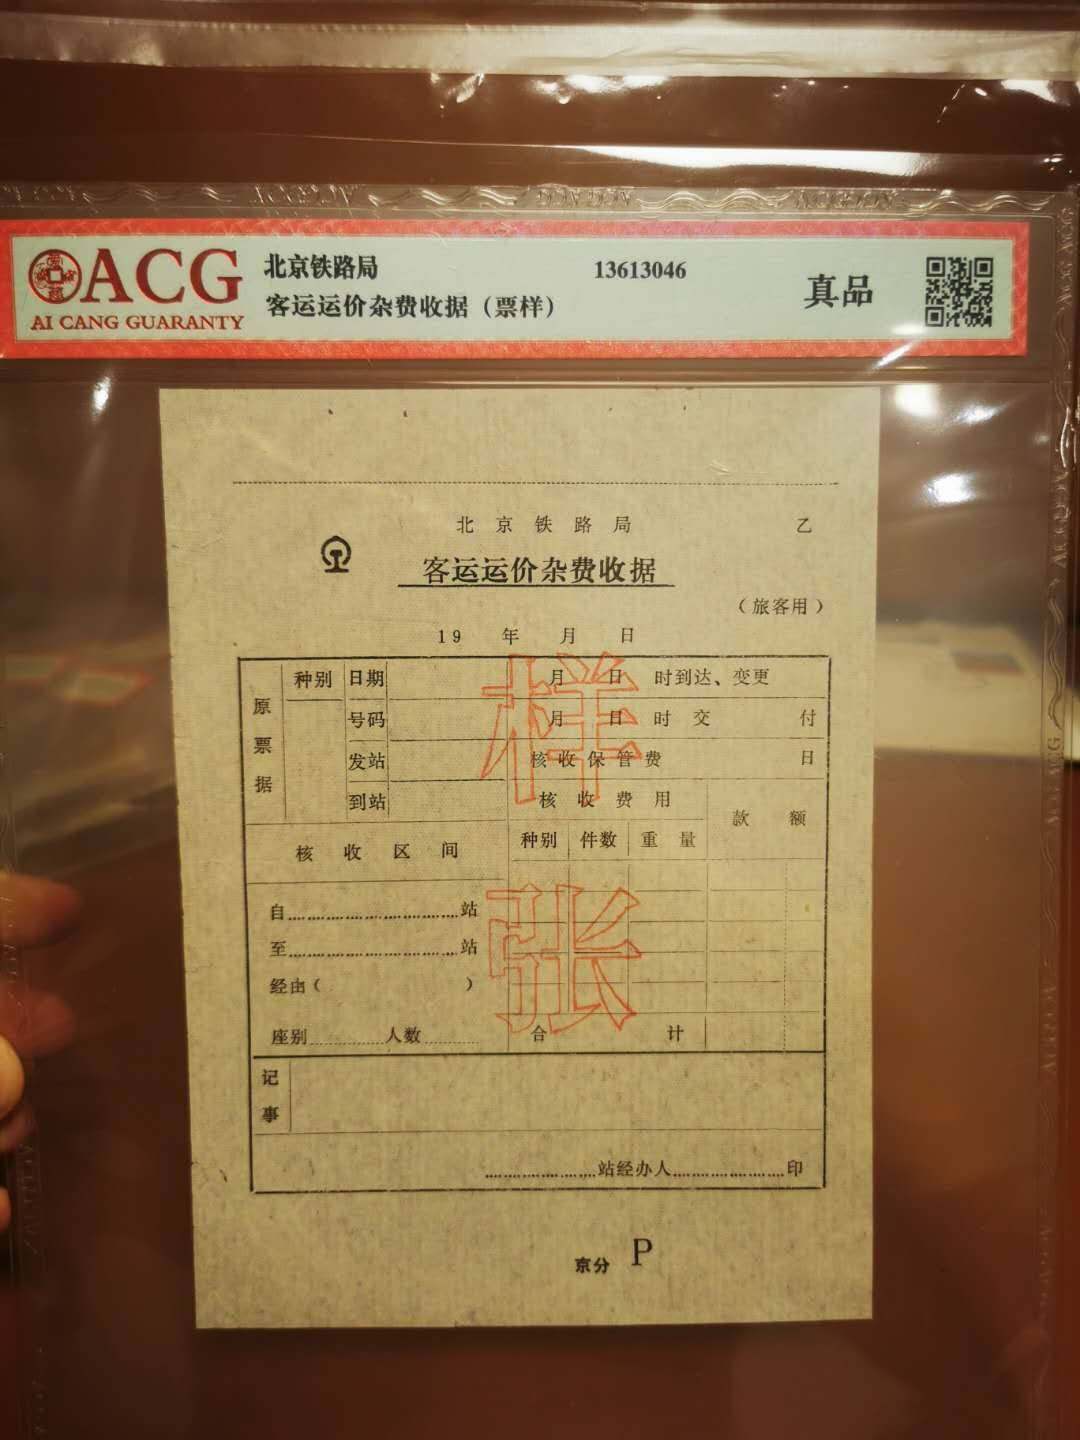 ACG
AI CANG GUARANTY
北京铁路局
客运运价杂费收据（票样）
13613046
真品
北京铁路局
乙
客运运价杂费收据
（旅客用）
19 年 月 日
原票据
种别
日期
号码
发站
到站
月 日 时到达、变更
月 日 时交 付
核收保管费 日
核收费用
款额
种别 件数 重量
核收区间
自........................站
至........................站
经由（ ）
座别............人数............
合计
样张
记事
................站经办人................印
京分 P